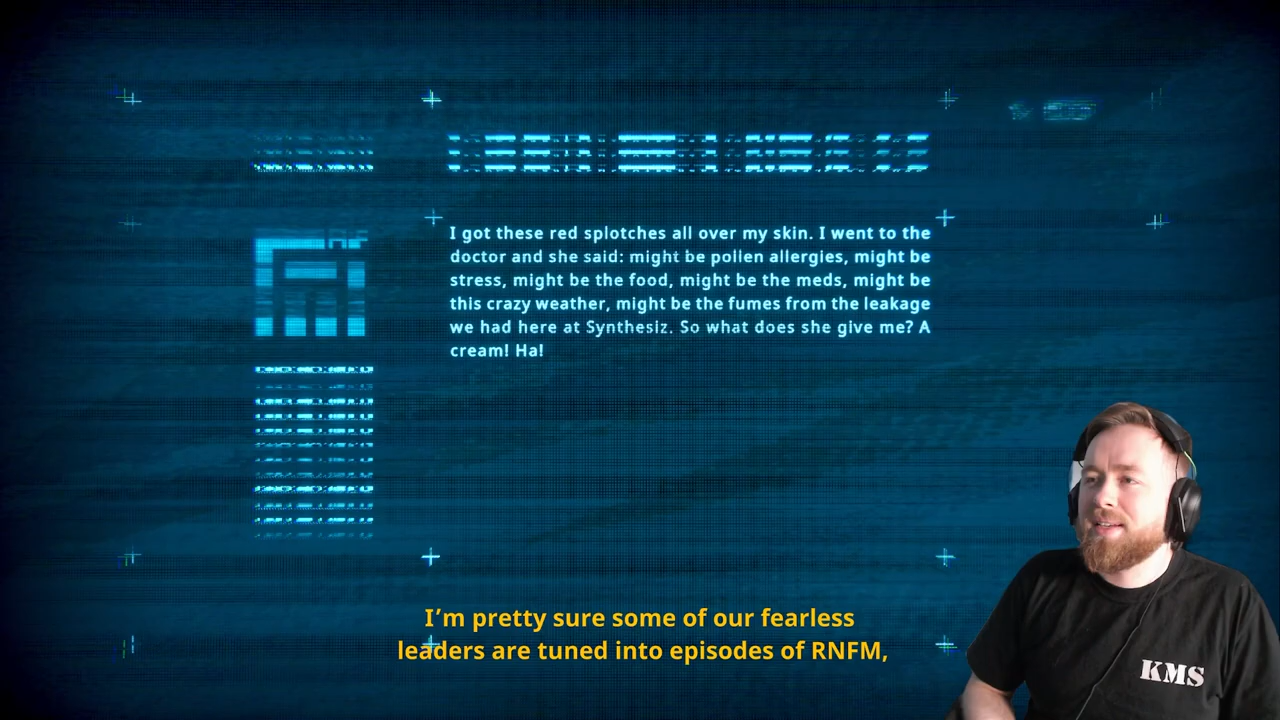 I got these red splotches all over my skin. I went to the
doctor and she said: might be pollen allergies, might be
stress, might be the food, might be the meds, might be
this crazy weather, might be the fumes from the leakage
we had here at Synthesiz. So what does she give me? A
cream! Ha!
I’m pretty sure some of our fearless
leaders are tuned into episodes of RNFM,
KMS